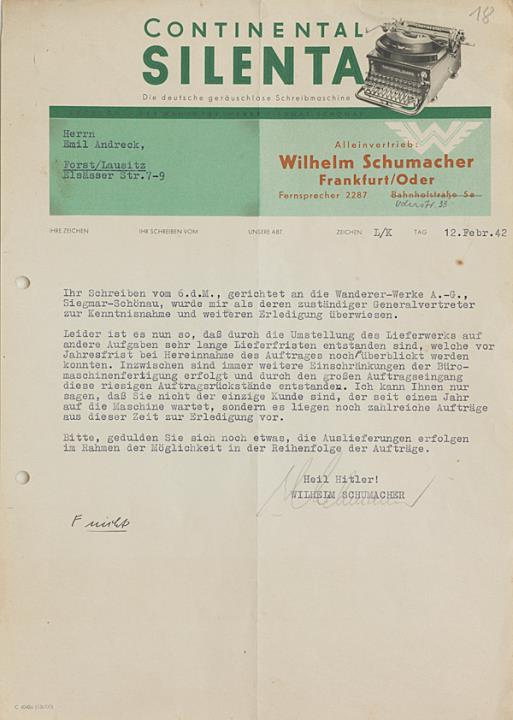 18
CONTINENTAL
SILENTA
Die deutsche geräuschlose Schreibmaschine
Herrn
Emil Andreck,
Forst/Lausitz
Elsässer Str.7-9
Alleinvertrieb:
Wilhelm Schumacher
Frankfurt/Oder
Fernsprecher 2287 Bahnhofstraße 5a
Oderstr. 33
IHRE ZEICHEN IHR SCHREIBEN VOM UNSERE ABT. ZEICHEN L/K TAG 12.Febr.42
Ihr Schreiben vom 6.d.M., gerichtet an die Wanderer-Werke A.-G.,
Siegmar-Schönau, wurde mir als deren zuständiger Generalvertreter
zur Kenntnisnahme und weiteren Erledigung überwiesen.
Leider ist es nun so, daß durch die Umstellung des Lieferwerks auf
andere Aufgaben sehr lange Lieferfristen entstanden sind, welche vor
Jahresfrist bei Hereinnahme des Auftrages noch überblickt werden
konnten. Inzwischen sind immer weitere Einschränkungen der Büro-
maschinenfertigung erfolgt und durch den großen Auftragseingang
diese riesigen Auftragsrückstände entstanden. Ich kann Ihnen nur
sagen, daß Sie nicht der einzige Kunde sind, der seit einem Jahr
auf die Maschine wartet, sondern es liegen noch zahlreiche Aufträge
aus dieser Zeit zur Erledigung vor.
Bitte, gedulden Sie sich noch etwas, die Auslieferungen erfolgen
im Rahmen der Möglichkeit in der Reihenfolge der Aufträge.
Heil Hitler!
WILHELM SCHUMACHER
F nicht